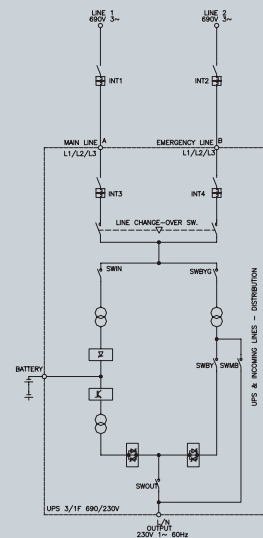 LINE 1
690V 3~
LINE 2
690V 3~
INT1
INT2
MAIN LINE A
EMERGENCY LINE B
L1/L2/L3
L1/L2/L3
INT3
INT4
LINE CHANGE-OVER SW.
SWIN
SWBYG
BATTERY
SWBY
SWMB
UPS & INCOMING LINES - DISTRIBUTION
SWOUT
UPS 3/1F 690/230V
L/N
OUTPUT
230V 1~ 60Hz